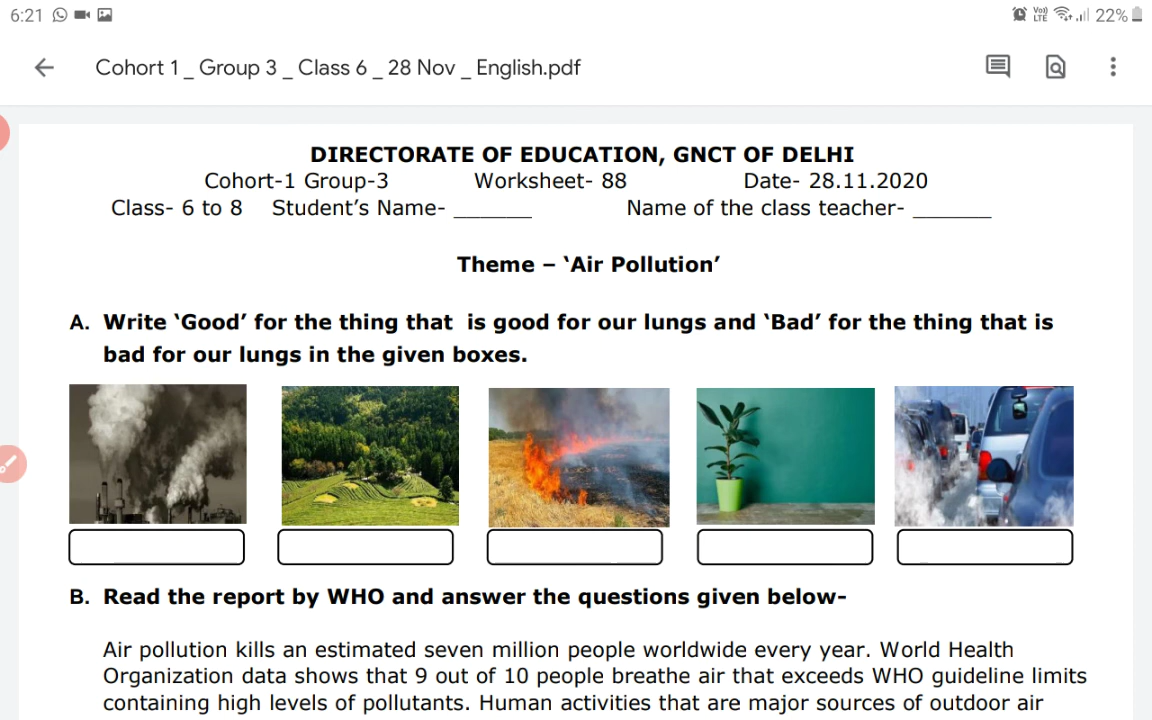 6:21 Vo)) LTE 22%
Cohort 1 _ Group 3 _ Class 6 _ 28 Nov _ English.pdf
DIRECTORATE OF EDUCATION, GNCT OF DELHI
Cohort-1 Group-3 Worksheet- 88 Date- 28.11.2020
Class- 6 to 8 Student’s Name- ______ Name of the class teacher- ______
Theme – ‘Air Pollution’
A. Write ‘Good’ for the thing that is good for our lungs and ‘Bad’ for the thing that is
bad for our lungs in the given boxes.
B. Read the report by WHO and answer the questions given below-
Air pollution kills an estimated seven million people worldwide every year. World Health
Organization data shows that 9 out of 10 people breathe air that exceeds WHO guideline limits
containing high levels of pollutants. Human activities that are major sources of outdoor air